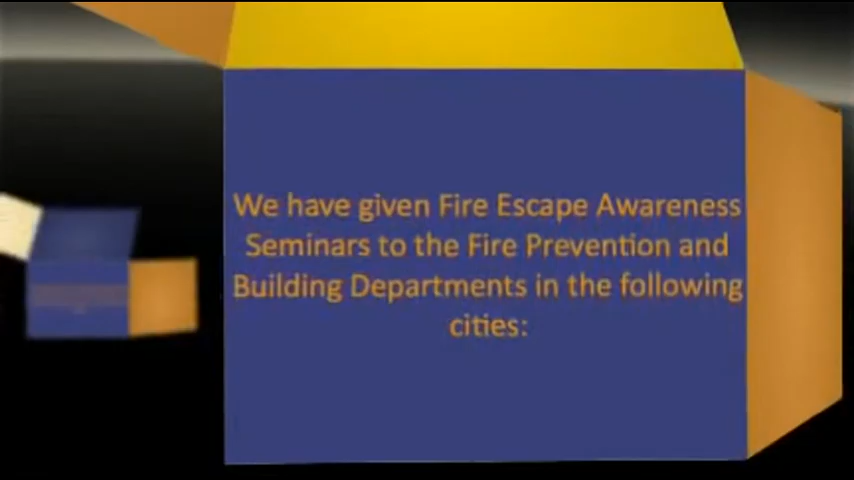 We have given Fire Escape Awareness
Seminars to the Fire Prevention and
Building Departments in the following
cities: